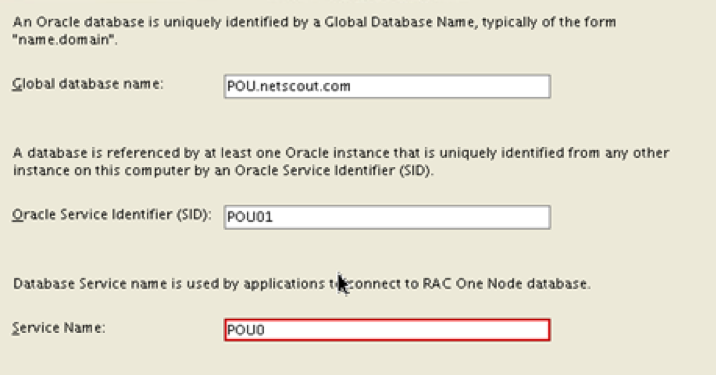 An Oracle database is uniquely identified by a Global Database Name, typically of the form
"name.domain".
Global database name: POU.netscout.com
A database is referenced by at least one Oracle instance that is uniquely identified from any other
instance on this computer by an Oracle Service Identifier (SID).
Oracle Service Identifier (SID): POU01
Database Service name is used by applications to connect to RAC One Node database.
Service Name: POU0